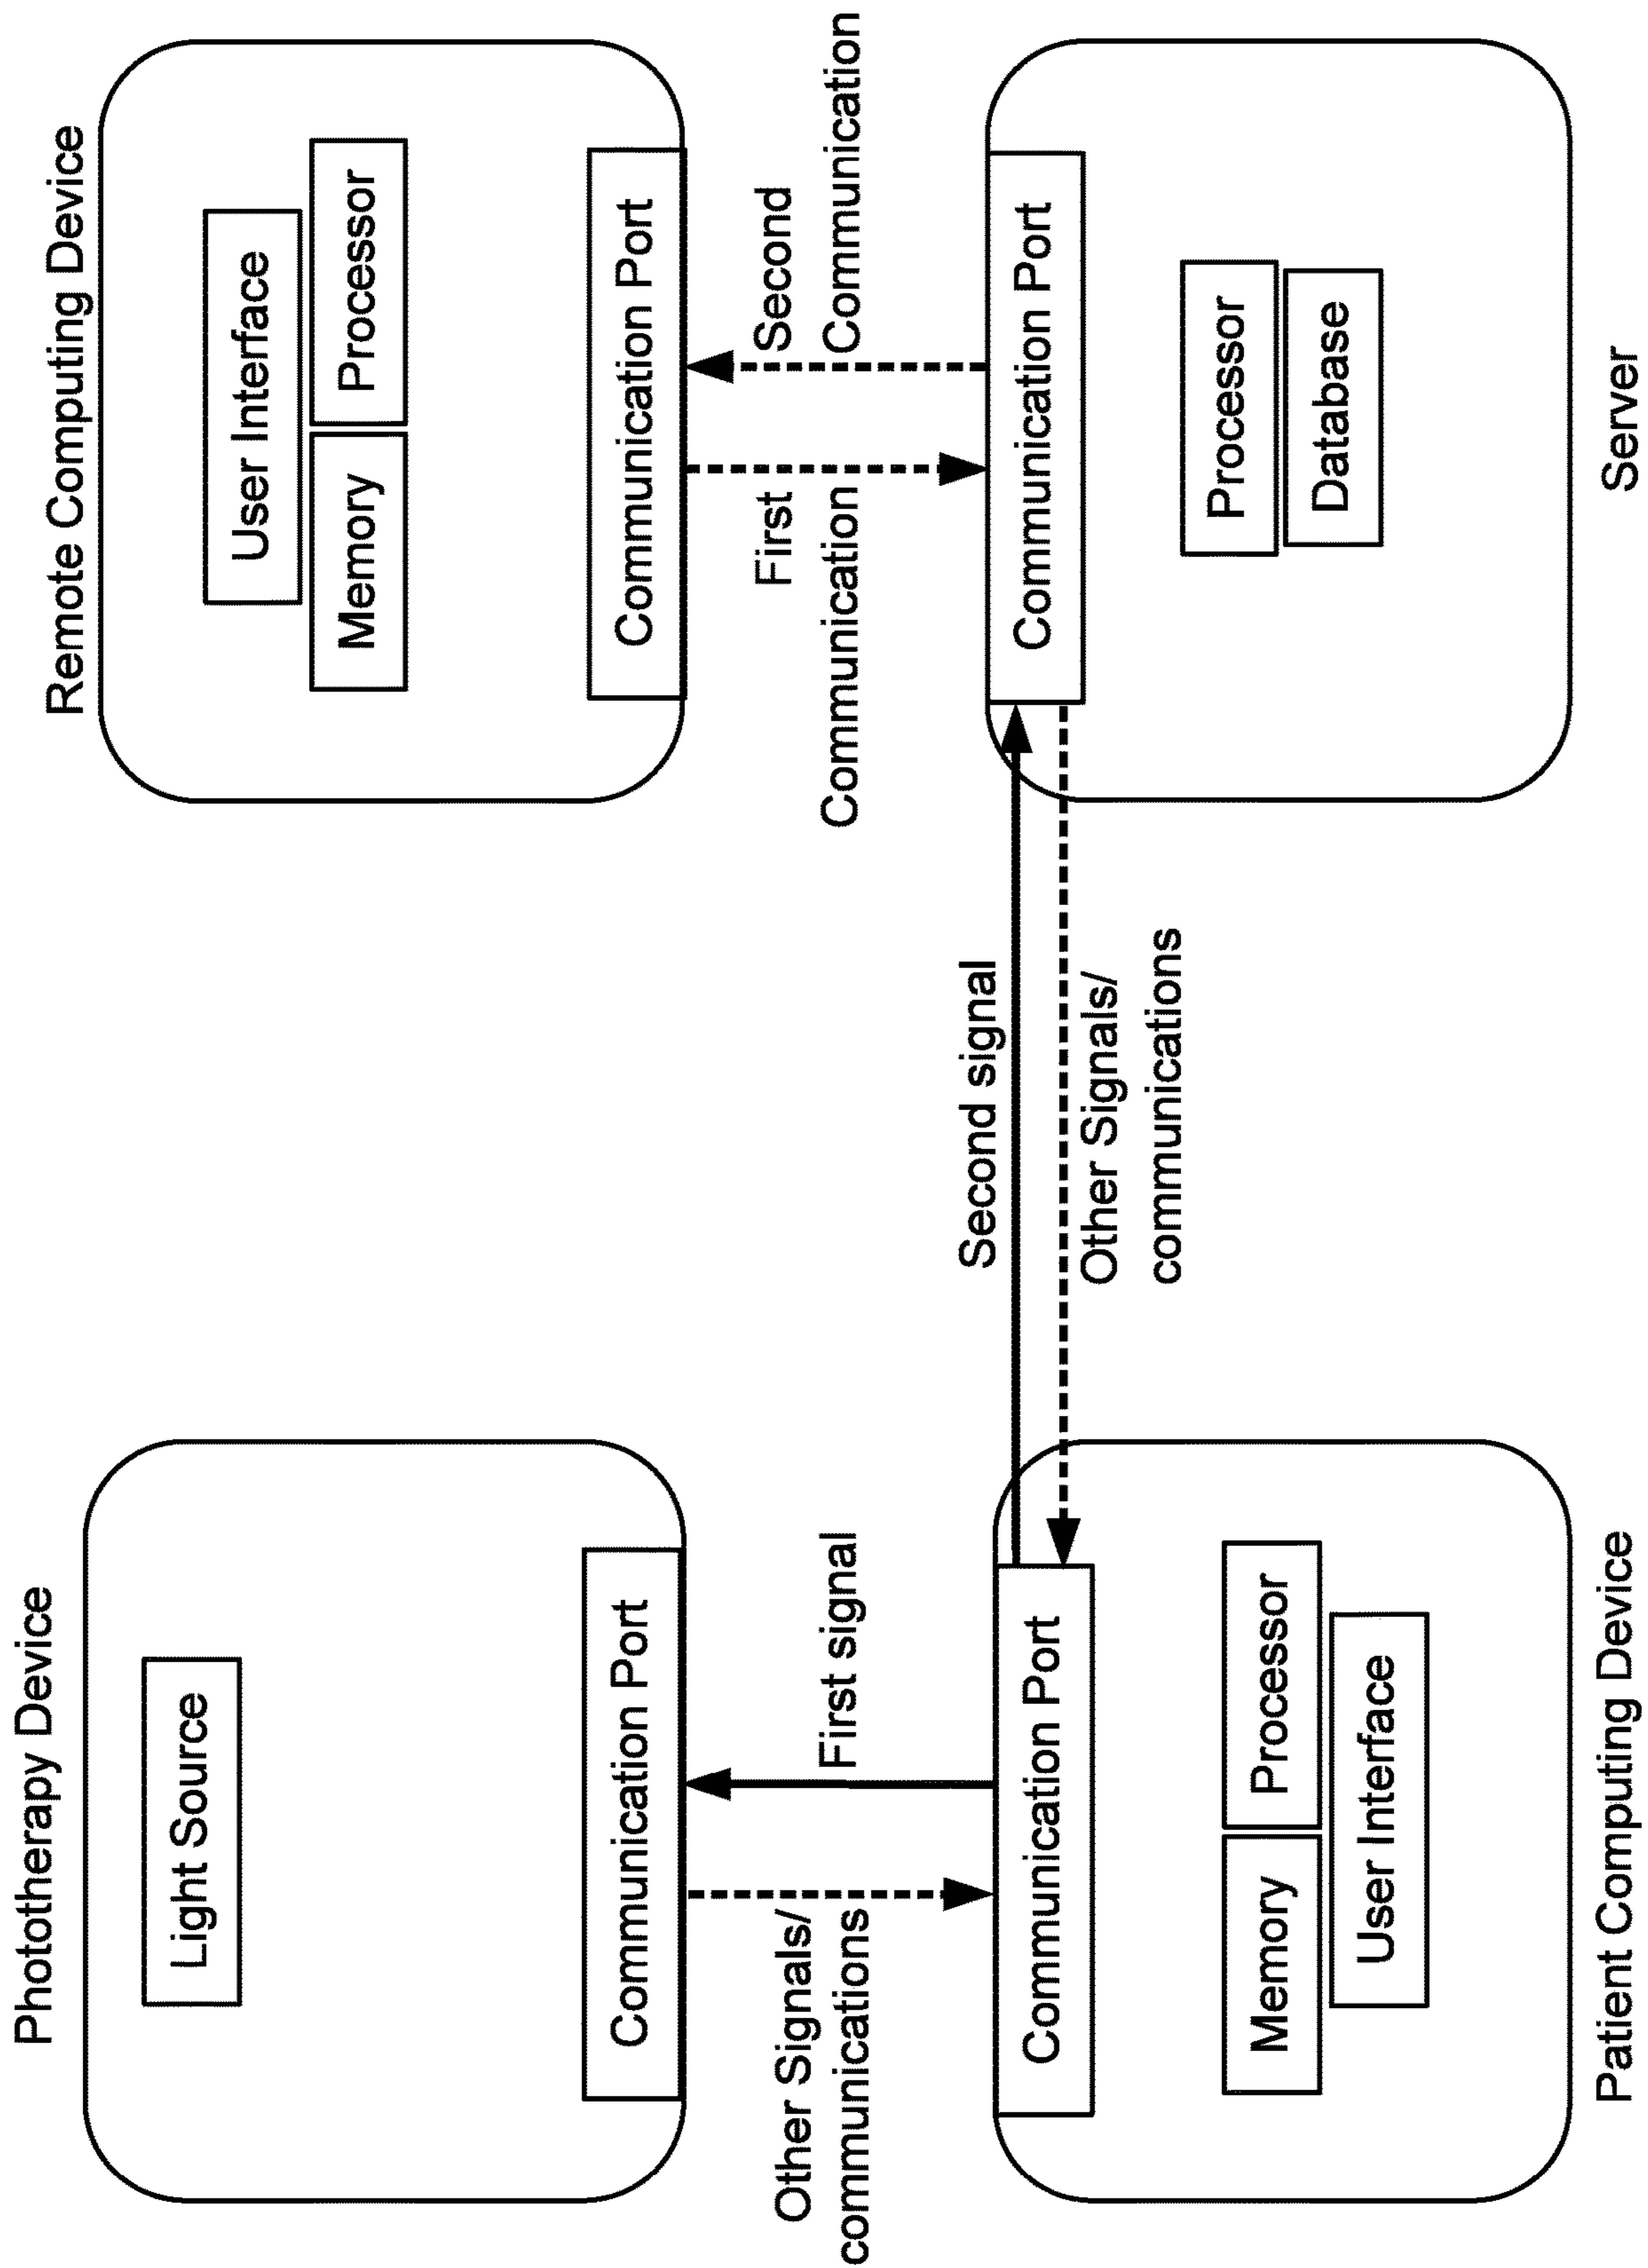 Phototherapy Device
Light Source
Communication Port
Other Signals/
communications
First signal
Communication Port
Memory
Processor
User Interface
Patient Computing Device
Second signal
Other Signals/
communications
Remote Computing Device
User Interface
Memory
Processor
Communication Port
First
Communication
Second
Communication
Communication Port
Processor
Database
Server